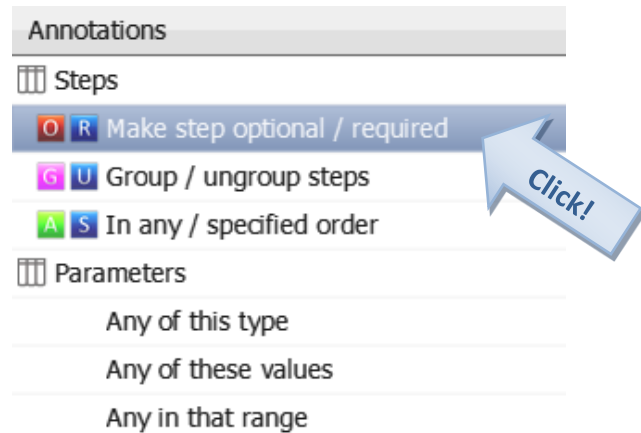 Annotations
Steps
O R Make step optional / required
G U Group / ungroup steps
Click!
A S In any / specified order
Parameters
Any of this type
Any of these values
Any in that range